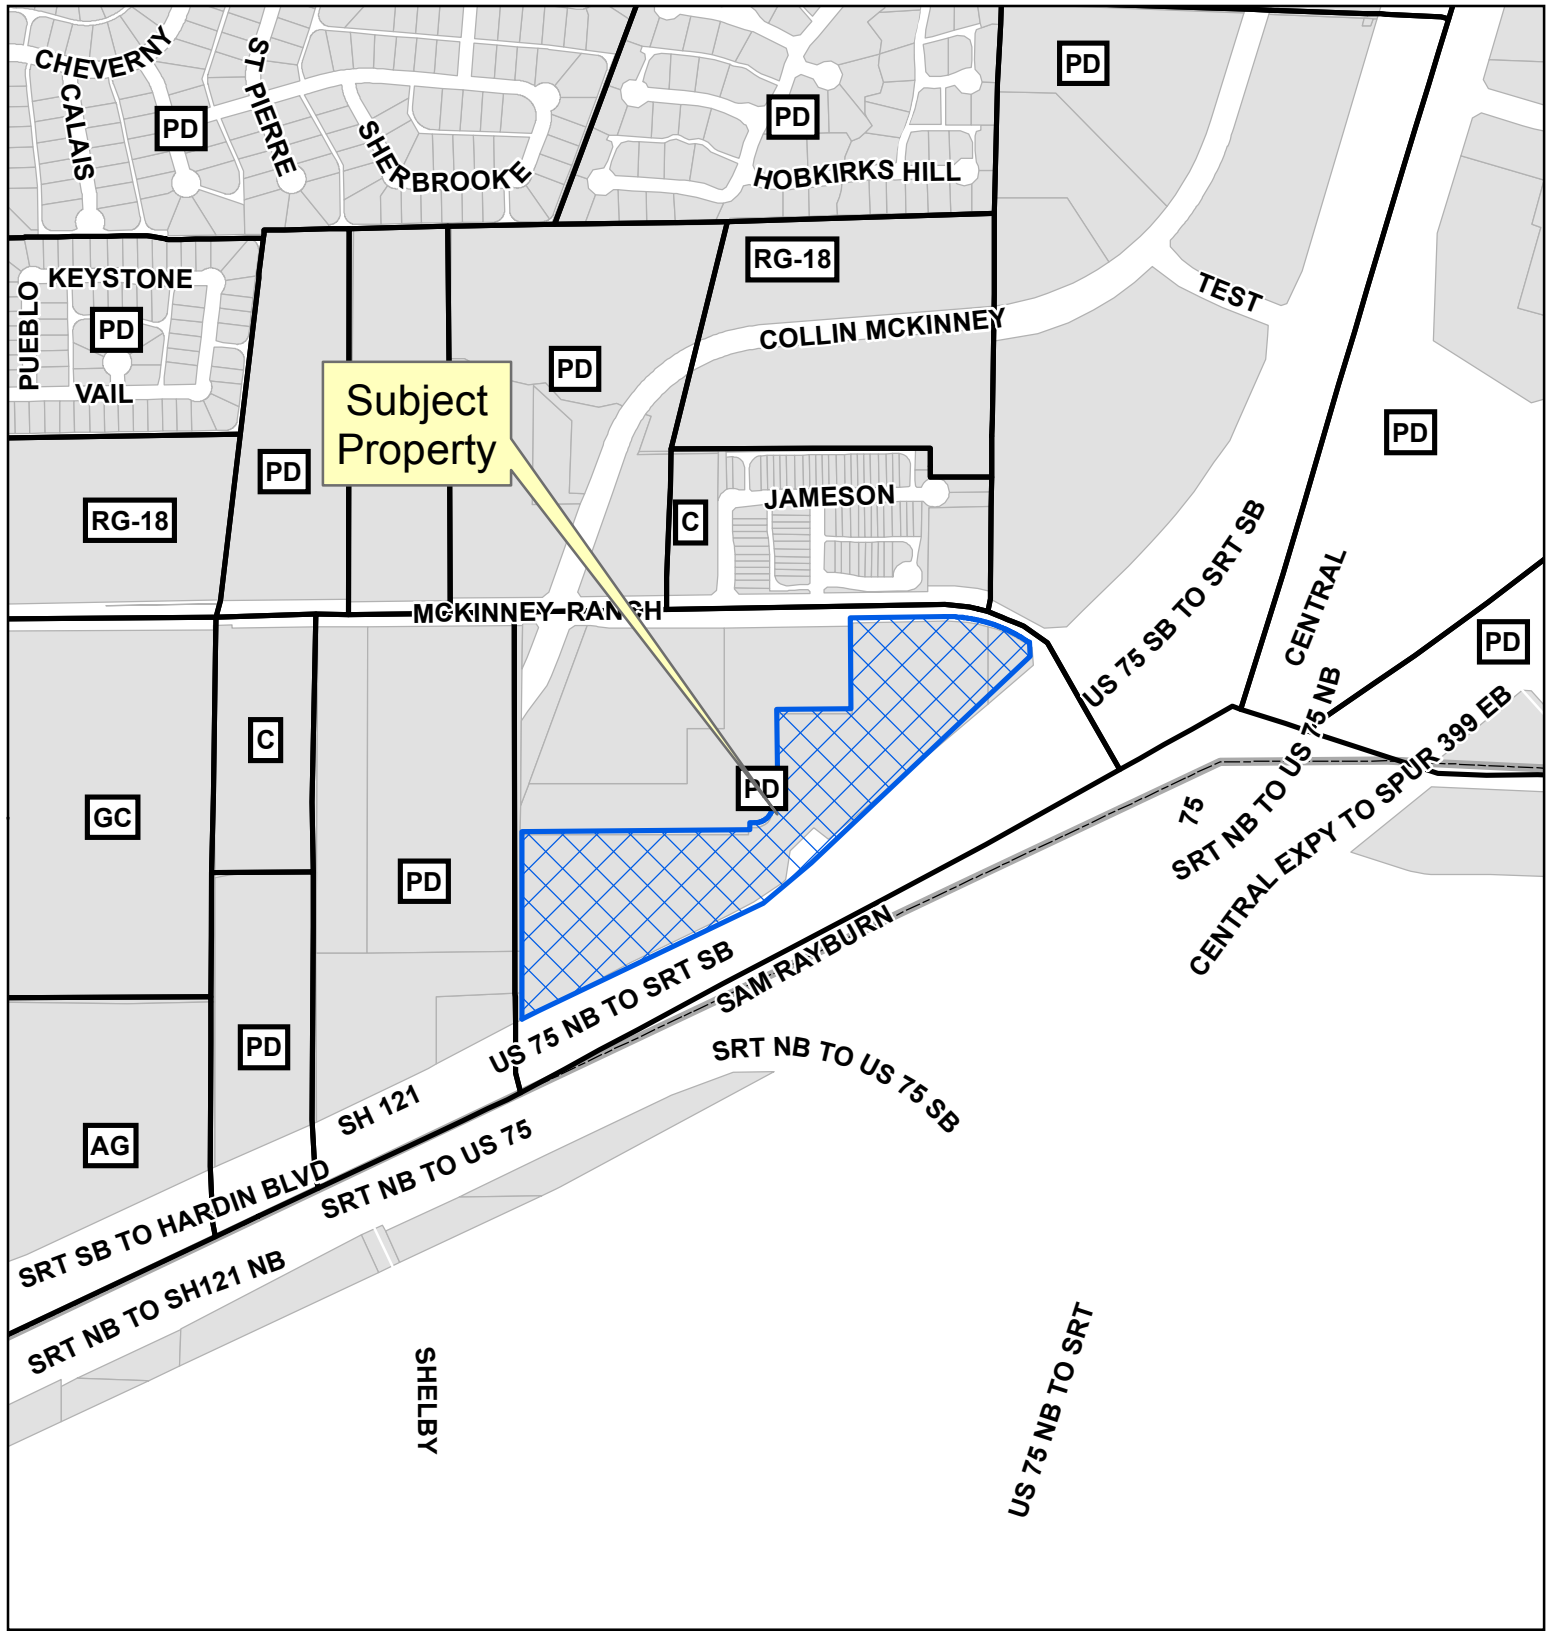 CHEVERNY
ST PIERRE
PD
CALAIS
PD
PD
SHERBROOKE
HOBKIRKS HILL
RG-18
KEYSTONE
TEST
PUEBLO
PD
COLLIN MCKINNEY
PD
VAIL
Subject
Property
PD
PD
JAMESON
RG-18
C
US 75 SB TO SRT SB
CENTRAL
MCKINNEY RANCH
PD
C
SRT NB TO US 75 NB
CENTRAL EXPY TO SPUR 399 EB
PD
75
GC
PD
US 75 NB TO SRT SB
SAM RAYBURN
PD
SRT NB TO US 75 SB
SH 121
AG
SRT NB TO US 75
SRT SB TO HARDIN BLVD
SRT NB TO SH121 NB
SHELBY
US 75 NB TO SRT